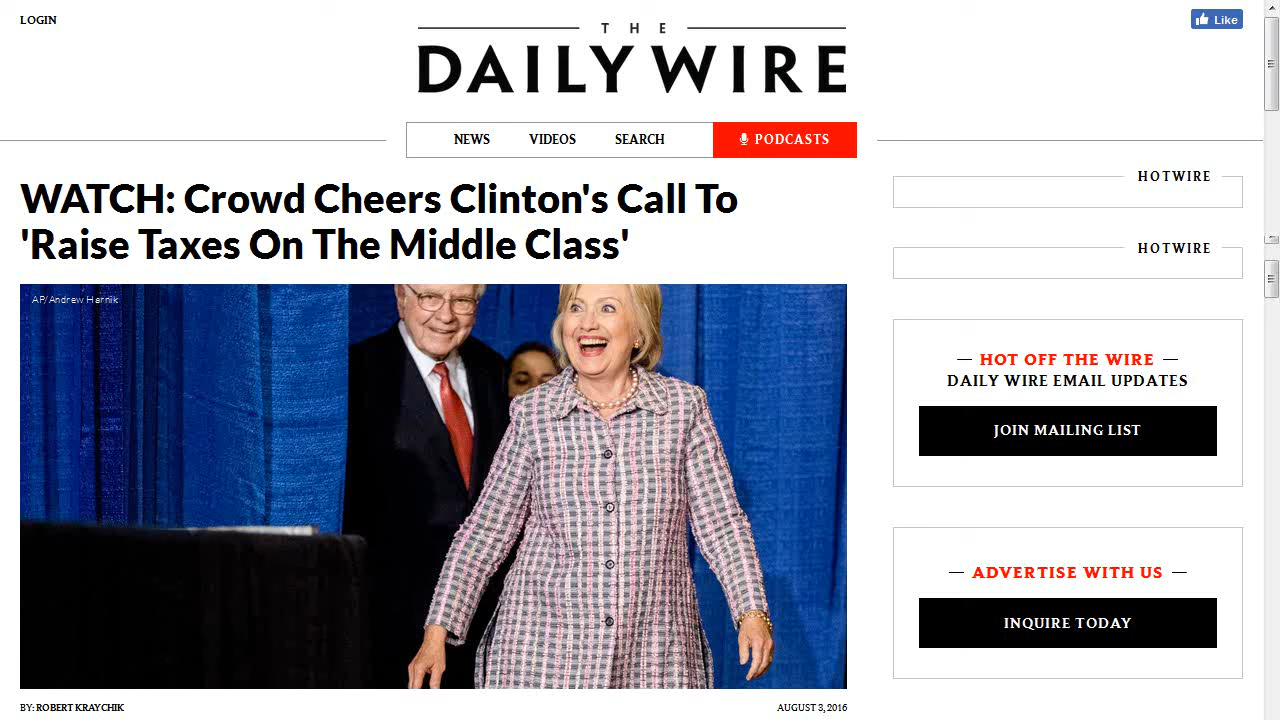 LOGIN
THE
DAILY WIRE
Like
NEWS
VIDEOS
SEARCH
PODCASTS
WATCH: Crowd Cheers Clinton's Call To
'Raise Taxes On The Middle Class'
AP/Andrew Harnik
BY: ROBERT KRAYCHIK
AUGUST 3, 2016
HOTWIRE
HOTWIRE
— HOT OFF THE WIRE —
DAILY WIRE EMAIL UPDATES
JOIN MAILING LIST
— ADVERTISE WITH US —
INQUIRE TODAY